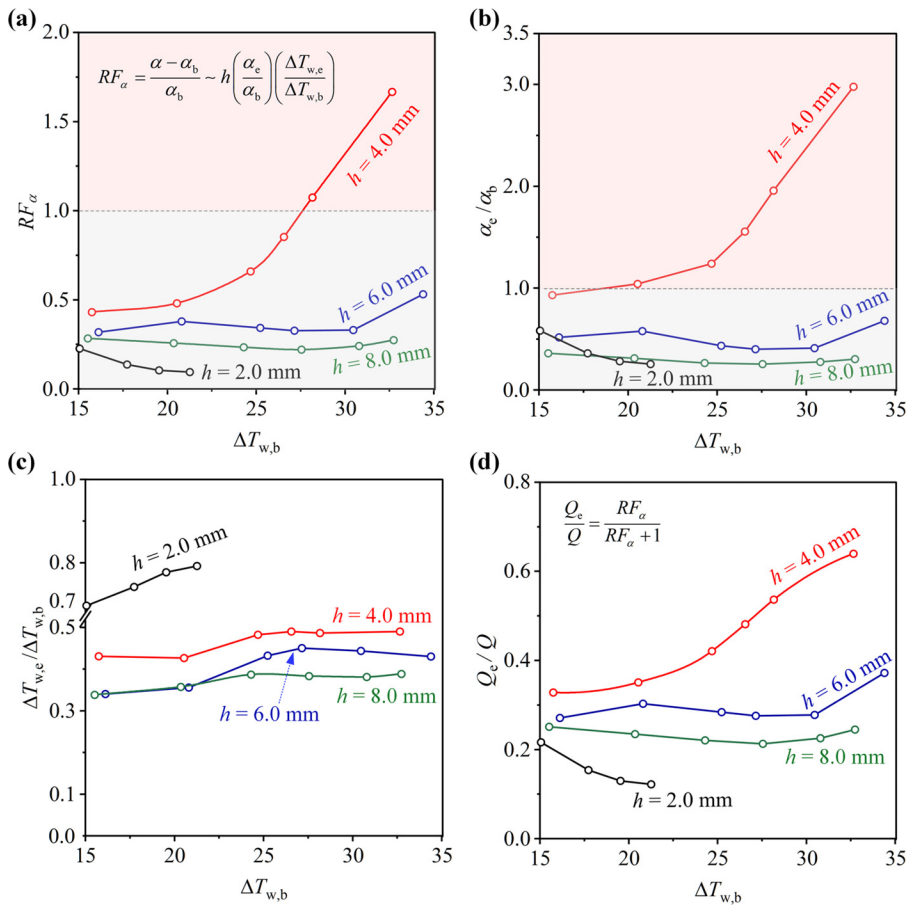 (a)
2.0
1.5
1.0
0.5
0.0
RFα
RFα = (α − αb)/αb ~ h(αe/αb)(ΔTw,e/ΔTw,b)
h = 4.0 mm
h = 6.0 mm
h = 8.0 mm
h = 2.0 mm
15 20 25 30 35
ΔTw,b
(b)
3.5
3.0
2.0
1.0
0.0
αe/αb
h = 4.0 mm
h = 6.0 mm
h = 8.0 mm
h = 2.0 mm
15 20 25 30 35
ΔTw,b
(c)
1.0
0.8
0.7
0.5
0.3
0.1
0.0
ΔTw,e/ΔTw,b
h = 2.0 mm
h = 4.0 mm
h = 6.0 mm
h = 8.0 mm
15 20 25 30 35
ΔTw,b
(d)
0.8
0.6
0.4
0.2
0.0
Qe/Q
Qe/Q = RFα/(RFα + 1)
h = 4.0 mm
h = 6.0 mm
h = 8.0 mm
h = 2.0 mm
15 20 25 30 35
ΔTw,b